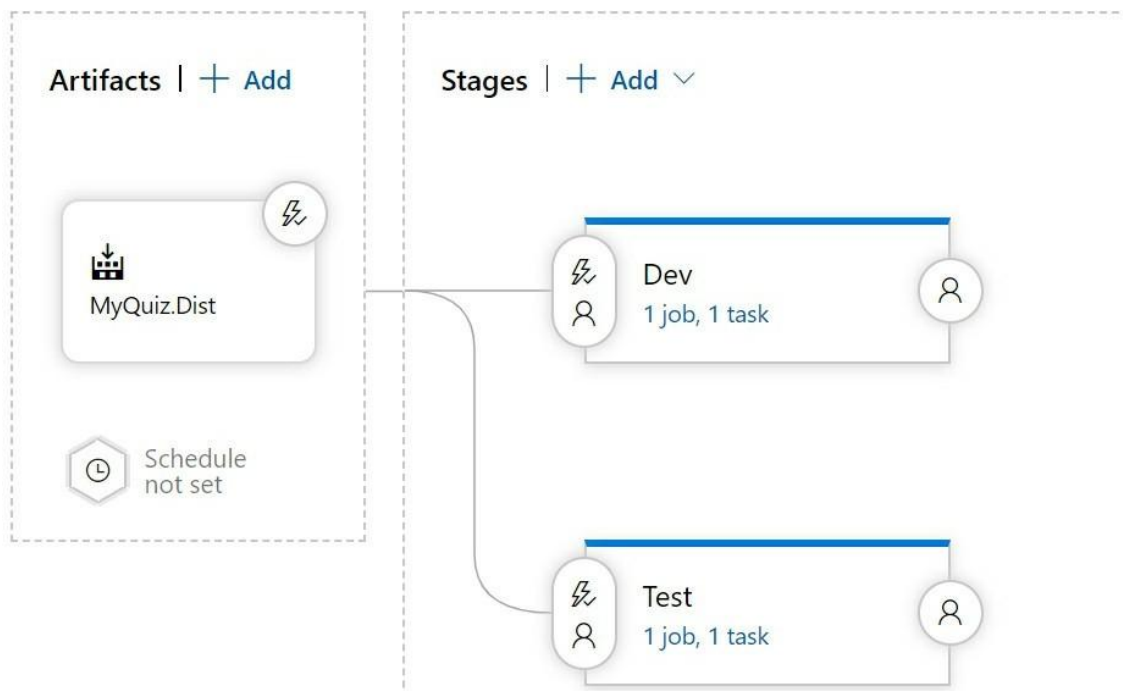 Artifacts | + Add
Stages | + Add
MyQuiz.Dist
Schedule
not set
Dev
1 job, 1 task
Test
1 job, 1 task